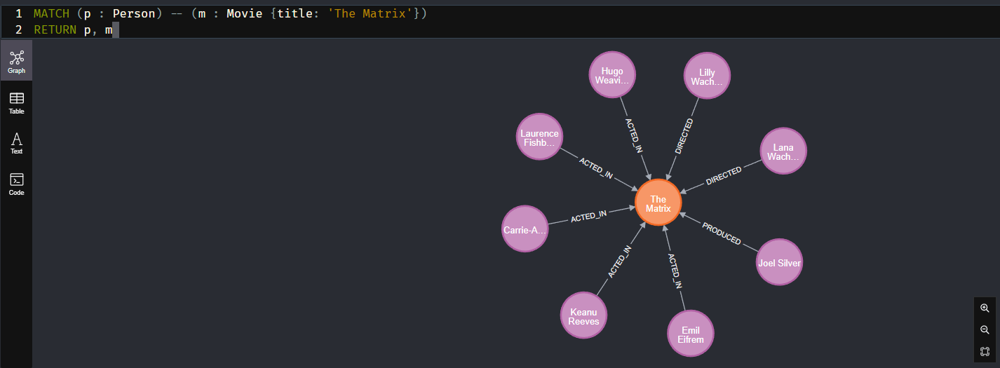 1 MATCH (p : Person) -- (m : Movie {title: 'The Matrix'})
2 RETURN p, m
Graph
Table
Text
Code
Hugo
Weavi...
Lilly
Wach...
Laurence
Fishb...
Lana
Wach...
ACTED_IN
DIRECTED
ACTED_IN
DIRECTED
The
Matrix
Carrie-A...
ACTED_IN
PRODUCED
Joel Silver
ACTED_IN
ACTED_IN
Keanu
Reeves
Emil
Eifrem